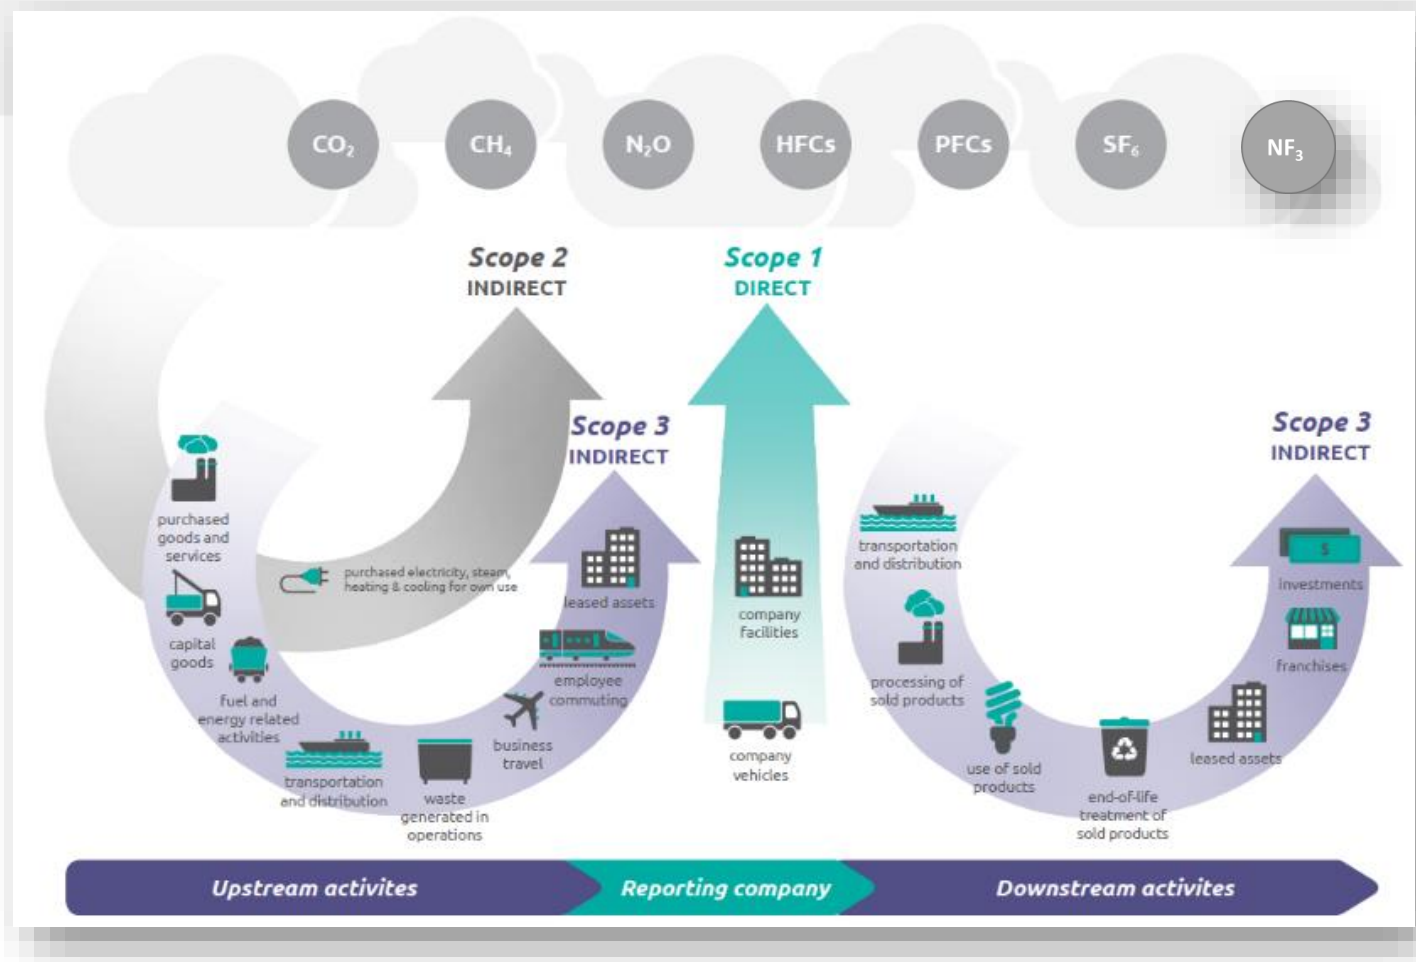 CO₂
CH₄
N₂O
HFCs
PFCs
SF₆
NF₃
Scope 2
INDIRECT
Scope 1
DIRECT
Scope 3
INDIRECT
Scope 3
INDIRECT
purchased
goods and
services
capital
goods
fuel and
energy related
activities
transportation
and distribution
waste
generated in
operations
business
travel
employee
commuting
leased assets
purchased electricity, steam,
heating & cooling for own use
company
facilities
company
vehicles
transportation
and distribution
processing of
sold products
use of sold
products
end-of-life
treatment of
sold products
leased assets
franchises
investments
$
Upstream activites
Reporting company
Downstream activites